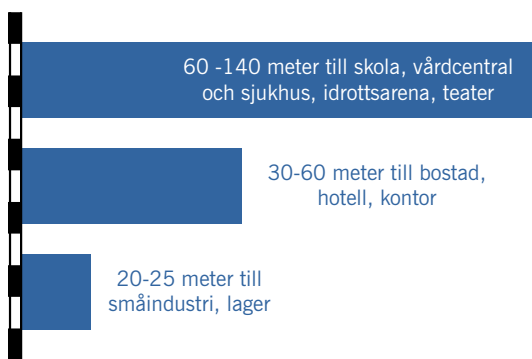 60 -140 meter till skola, vårdcentral
och sjukhus, idrottsarena, teater
30-60 meter till bostad,
hotell, kontor
20-25 meter till
småindustri, lager